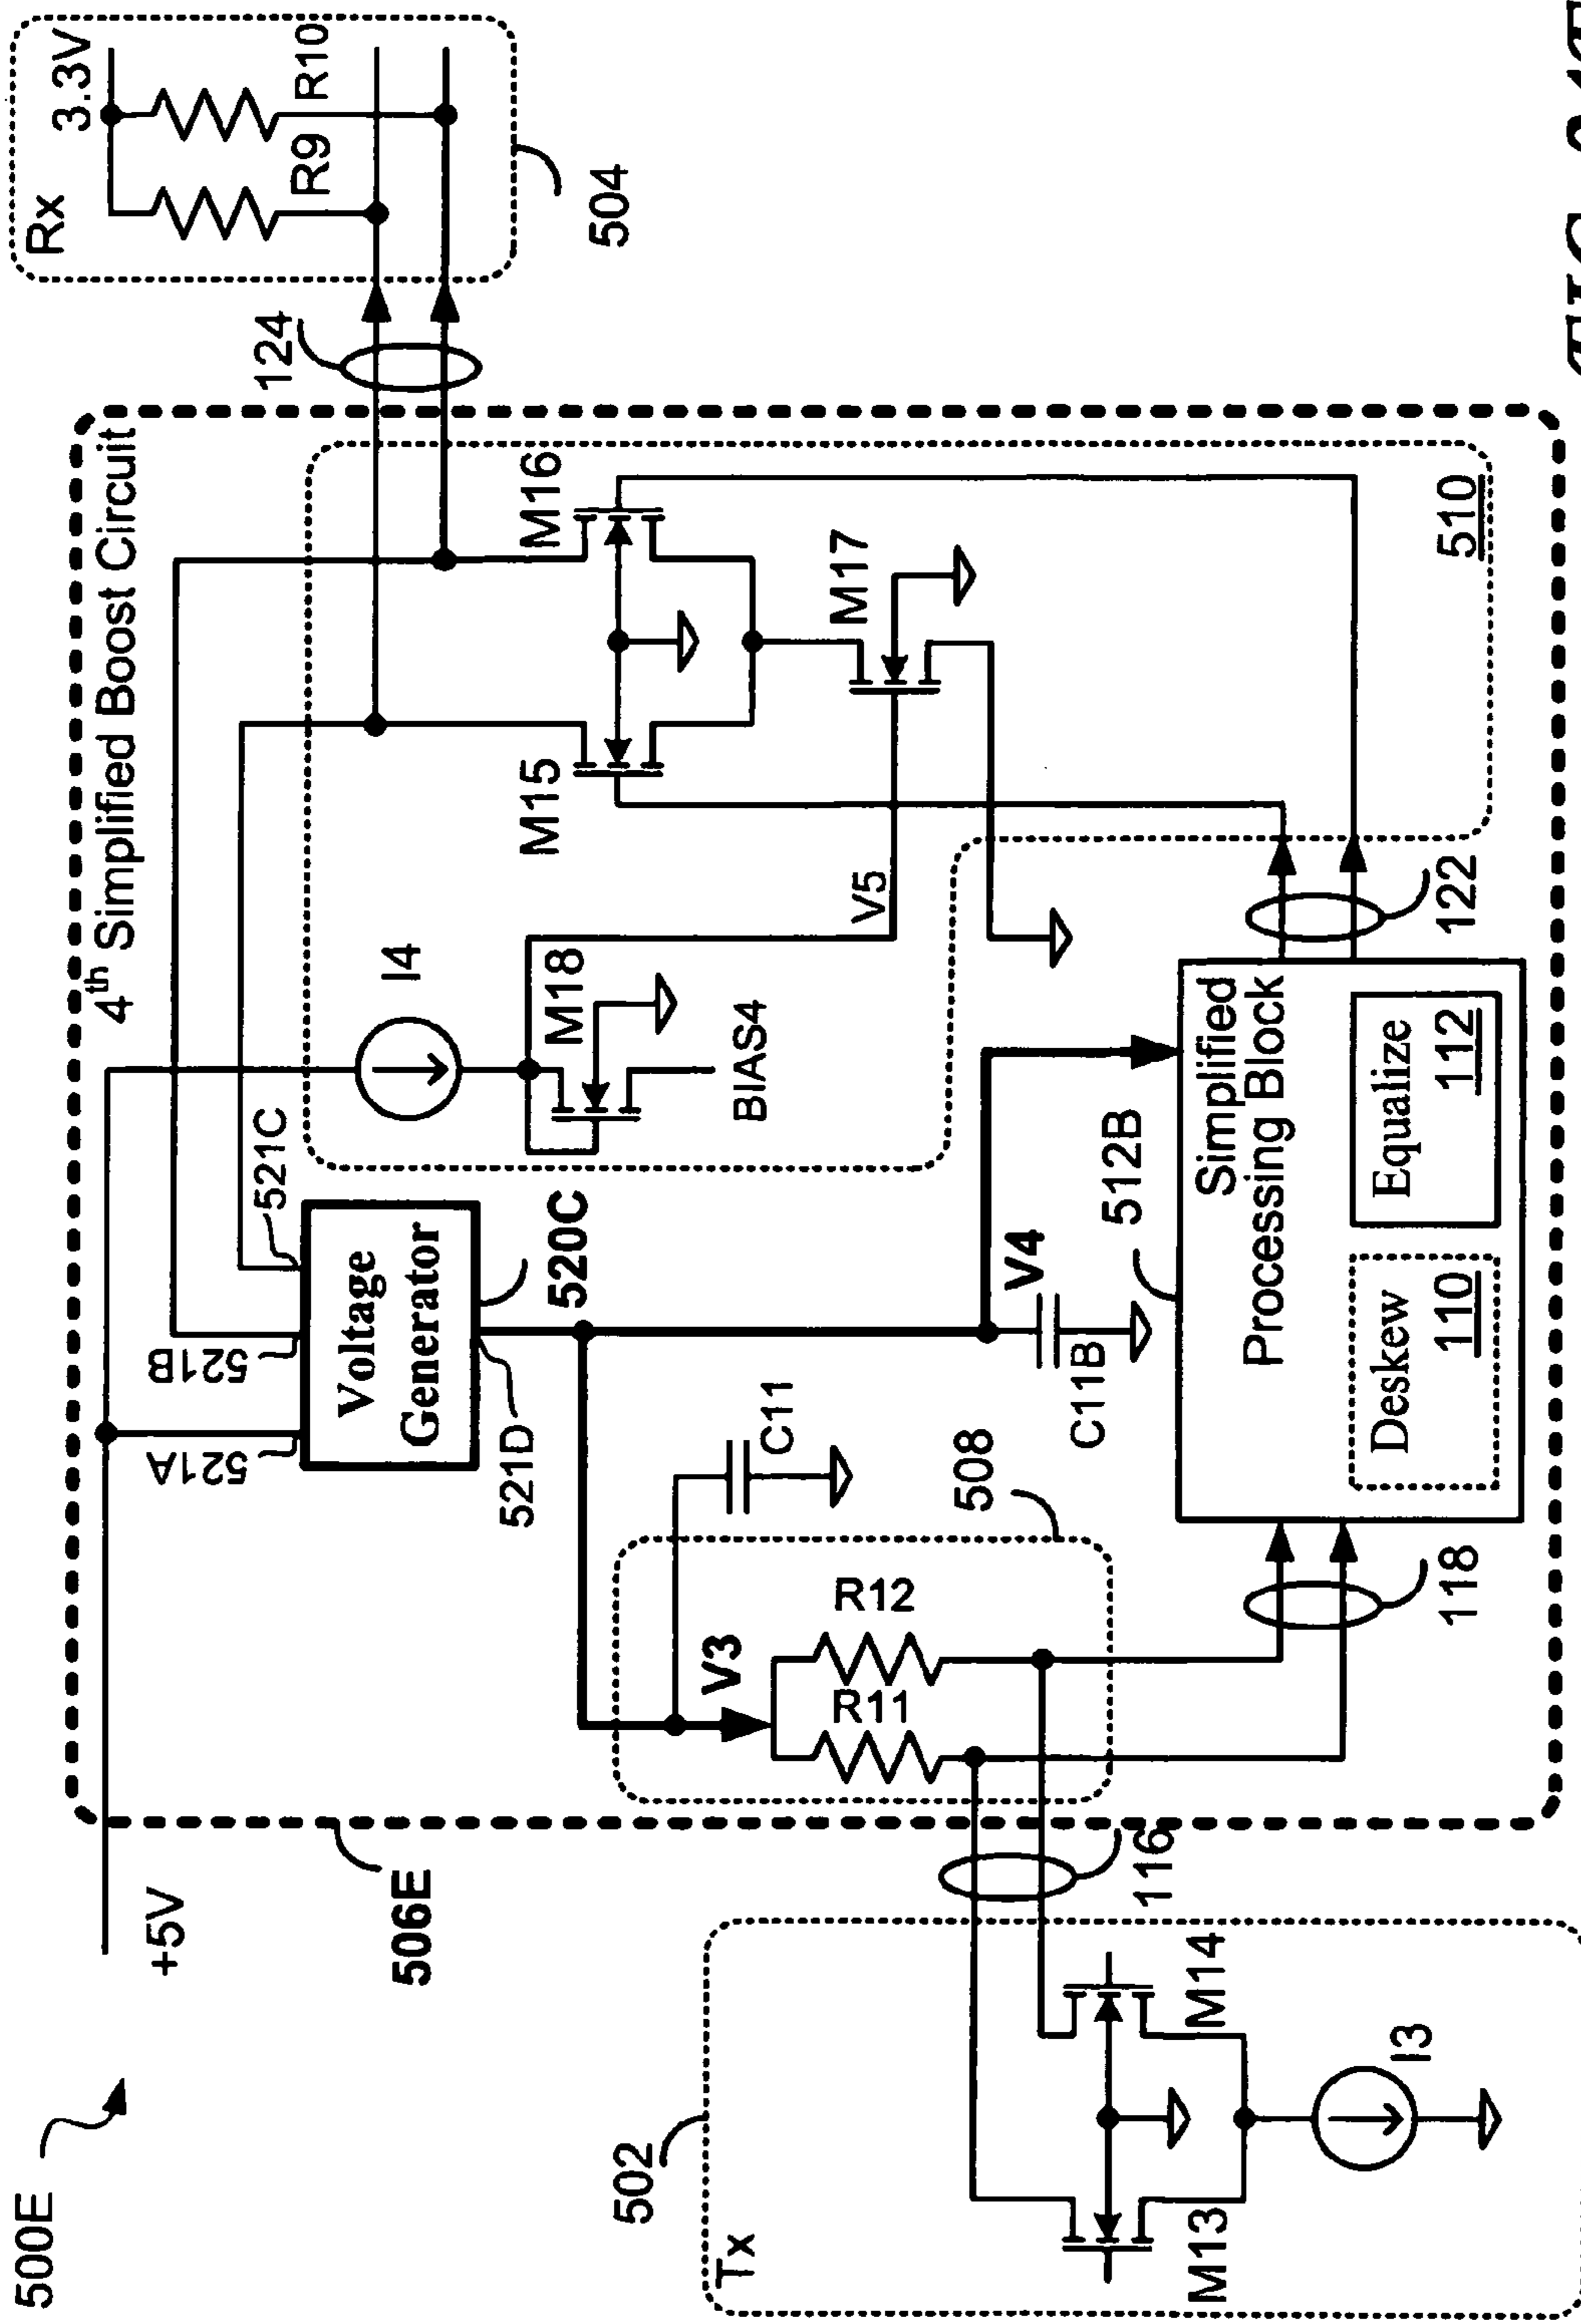 500E
+5V
506E
4th Simplified Boost Circuit
521A
521B
521C
Voltage
Generator
520C
521D
I4
M18
BIAS4
V5
M15
M16
M17
510
124
Rx
3.3V
R9
R10
504
C11
V3
R11
R12
508
V4
C11B
512B
Simplified
Processing Block
Deskew
110
Equalize
112
122
118
116
502
Tx
M13
M14
I3